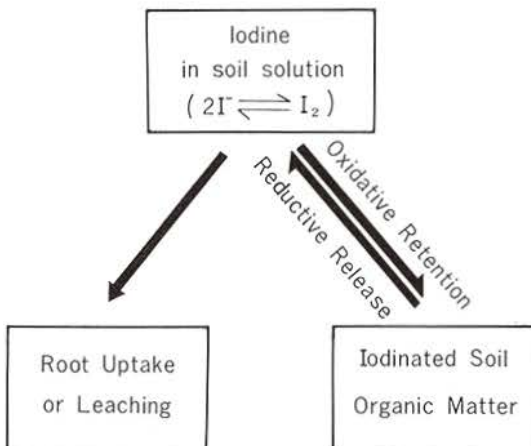 Iodine
in soil solution
( 2I⁻ ⇌ I₂ )
Oxidative Retention
Reductive Release
Root Uptake
or Leaching
Iodinated Soil
Organic Matter